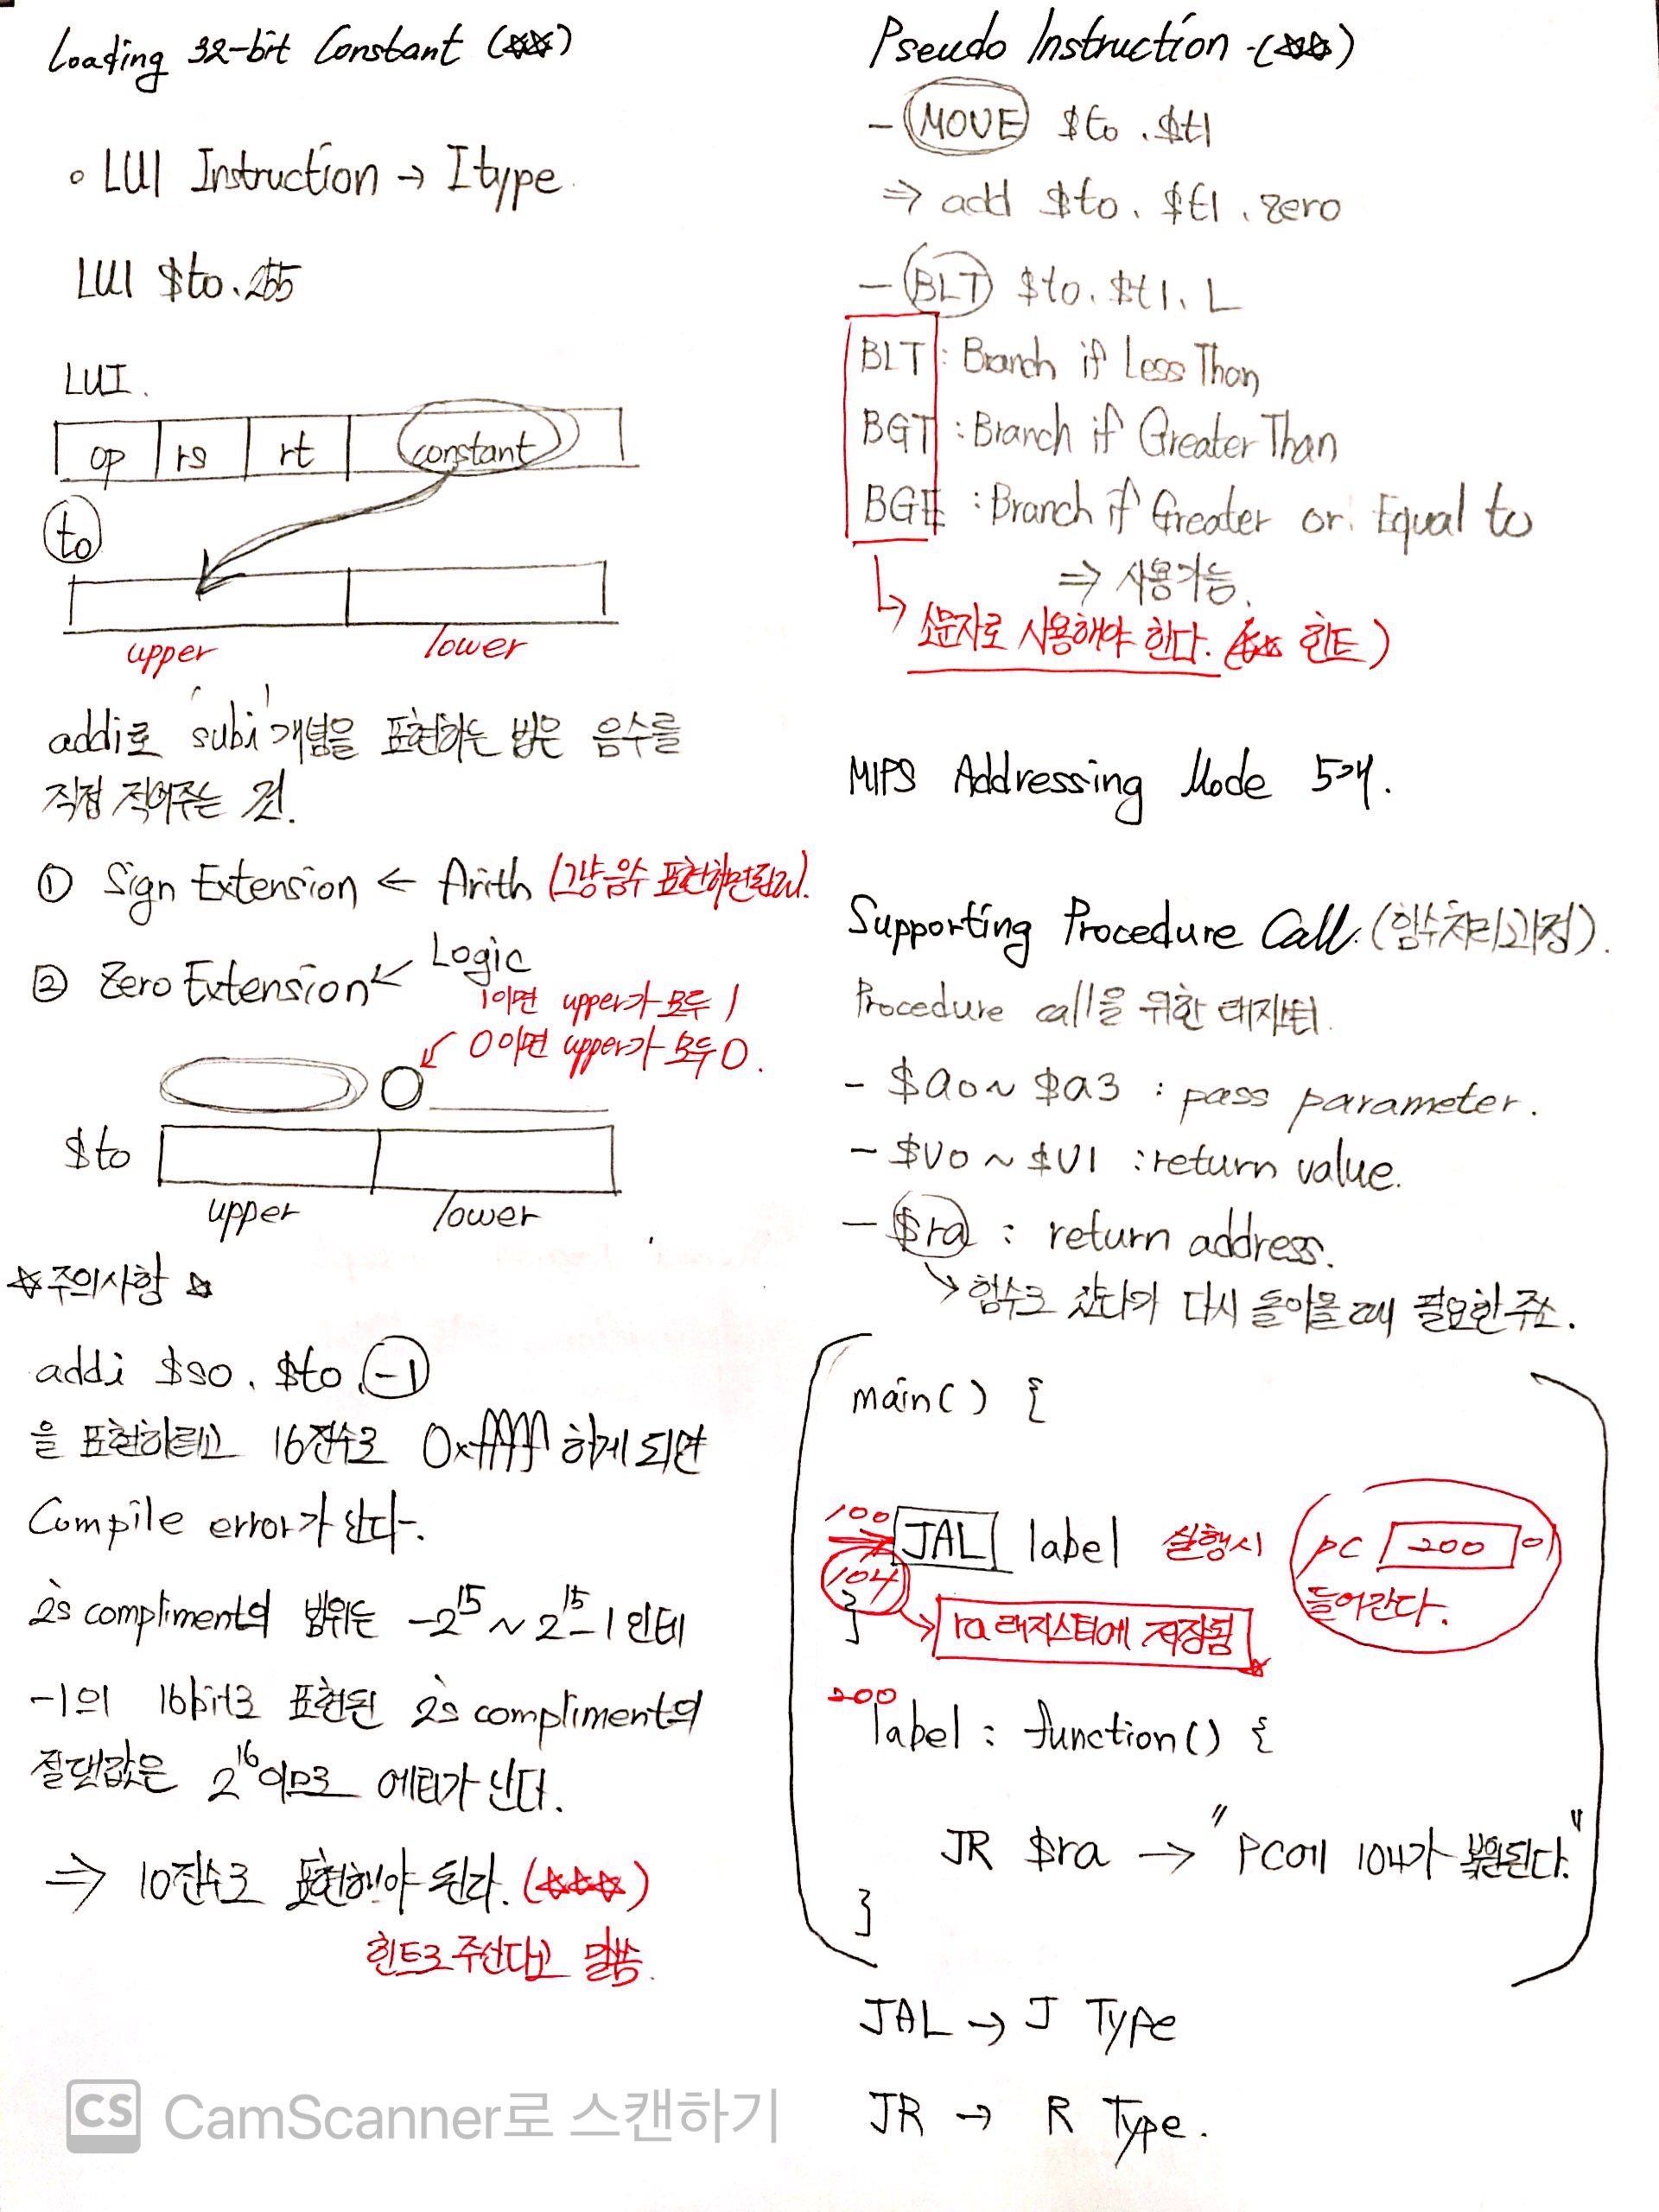 Loading 32-bit Constant (☆☆)
◦ LUI Instruction → I type.
LUI $t0, 255
LUI.
op rs rt constant
t0
upper lower
addi로 'subi' 개념을 표현하는 법은 음수를
직접 적어주는 것.
① Sign Extension ← Arith (그냥 음수 표현하면된다).
② Zero Extension ← Logic
1이면 upper가 모두 1
0이면 upper가 모두 0.
$t0
upper lower
☆주의사항☆
addi $s0, $t0, -1
을 표현하려고 16진수로 0xffff 하게 되면
Compile error가 난다.
2's compliment의 범위는 -2^15 ~ 2^15-1 인데
-1의 16bit로 표현된 2's compliment의
절댓값은 2^16이므로 에러가 난다.
⇒ 10진수로 표현해야 된다. (☆☆☆)
힌트로 주신다고 말씀.
Pseudo Instruction - (☆☆)
- MOVE $t0, $t1
⇒ add $t0, $t1, zero
- BLT $t0, $t1, L
BLT : Branch if Less Than
BGT : Branch if Greater Than
BGE : Branch if Greater or Equal to
⇒ 사용가능.
↳ 소문자로 사용해야 한다. (☆☆ 힌트)
MIPS Addressing Mode 5개.
Supporting Procedure Call. (함수처리과정).
Procedure call을 위한 레지스터.
- $a0 ~ $a3 : pass parameter.
- $v0 ~ $v1 : return value.
- $ra : return address.
↘ 함수로 갔다가 다시 돌아올 때 필요한 주소.
main() {
100 JAL label 실행시 PC 200 이
104 들어간다.
} ra 레지스터에 저장됨
200
label : function() {
JR $ra → "PC에 104가 복원된다."
}
JAL → J Type
JR → R Type.
CS CamScanner로 스캔하기